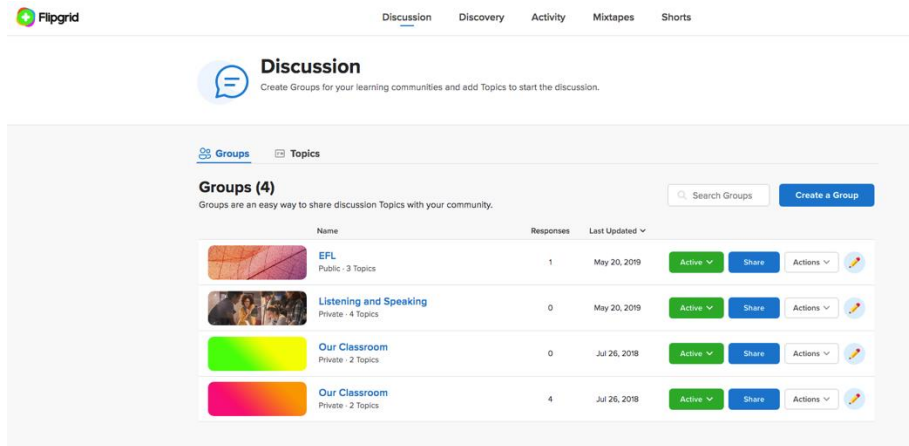 Flipgrid
Discussion Discovery Activity Mixtapes Shorts
Discussion
Create Groups for your learning communities and add Topics to start the discussion.
Groups Topics
Groups (4)
Groups are an easy way to share discussion Topics with your community.
Search Groups Create a Group
Name Responses Last Updated
EFL
Public · 3 Topics
1 May 20, 2019 Active Share Actions
Listening and Speaking
Private · 4 Topics
0 May 20, 2019 Active Share Actions
Our Classroom
Private · 2 Topics
0 Jul 26, 2018 Active Share Actions
Our Classroom
Private · 2 Topics
4 Jul 26, 2018 Active Share Actions